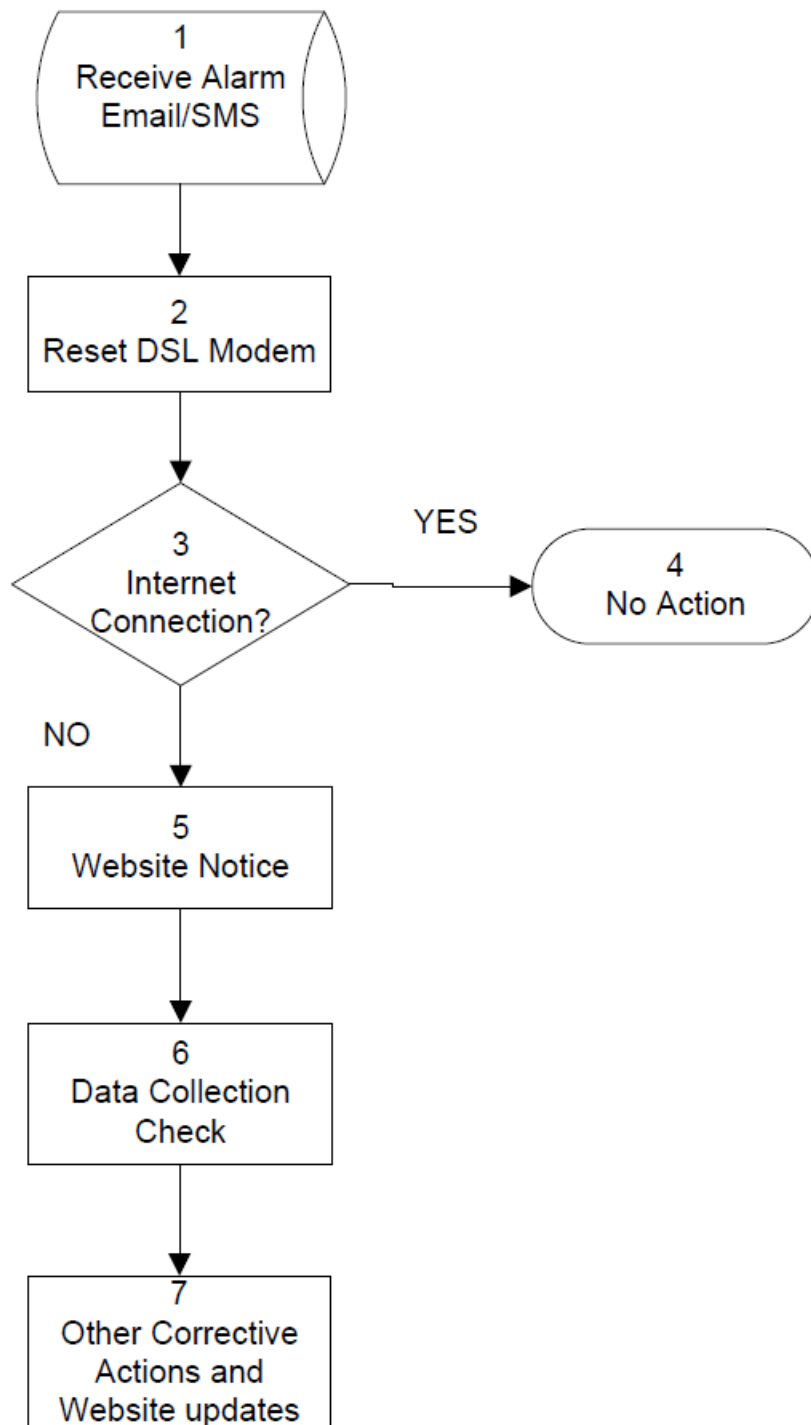 1
Receive Alarm
Email/SMS
2
Reset DSL Modem
3
Internet
Connection?
YES
4
No Action
NO
5
Website Notice
6
Data Collection
Check
7
Other Corrective
Actions and
Website updates